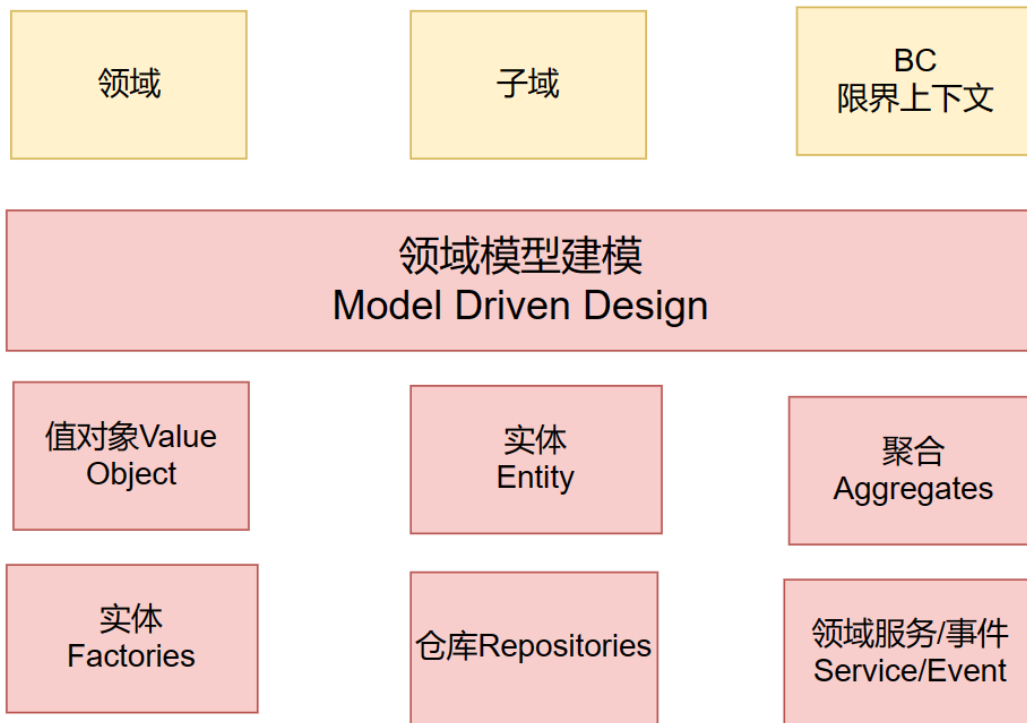 领域
子域
BC
限界上下文
领域模型建模
Model Driven Design
值对象Value
Object
实体
Entity
聚合
Aggregates
实体
Factories
仓库Repositories
领域服务/事件
Service/Event